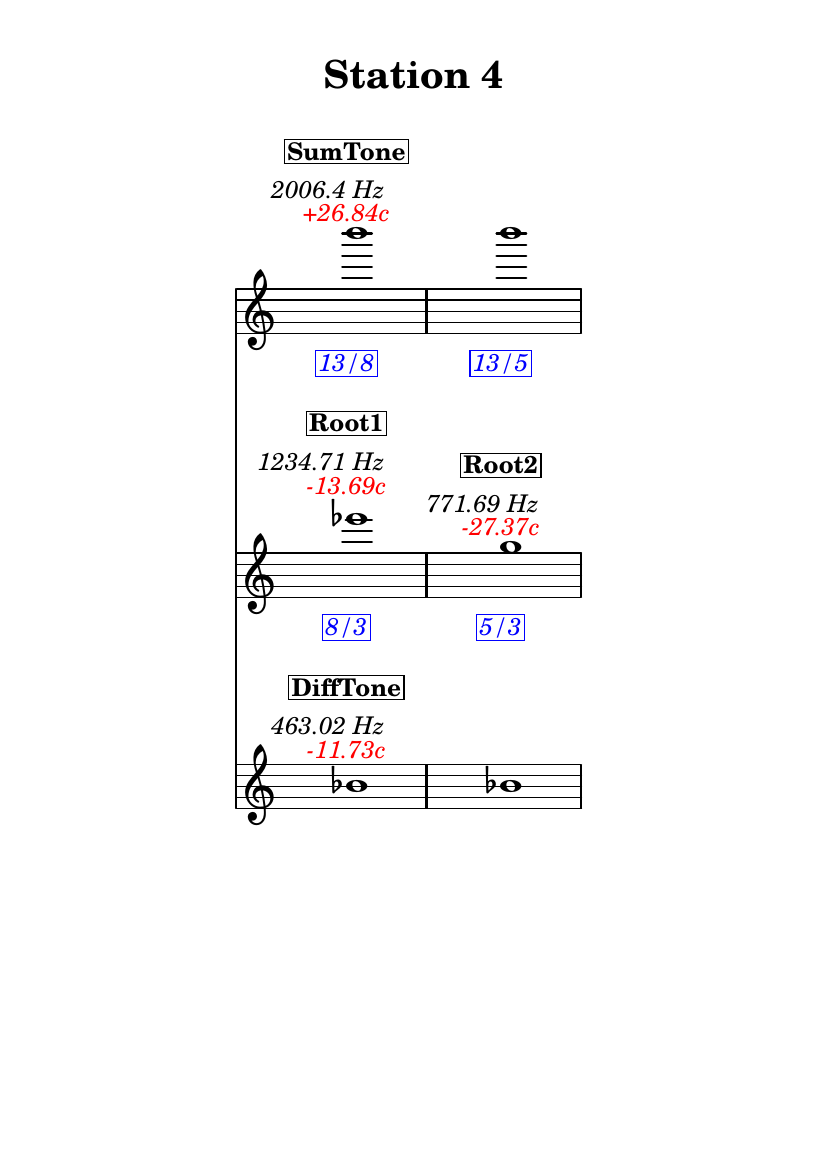 Station 4
SumTone
2006.4 Hz
+26.84c
13/8
13/5
Root1
1234.71 Hz
-13.69c
Root2
771.69 Hz
-27.37c
8/3
5/3
DiffTone
463.02 Hz
-11.73c